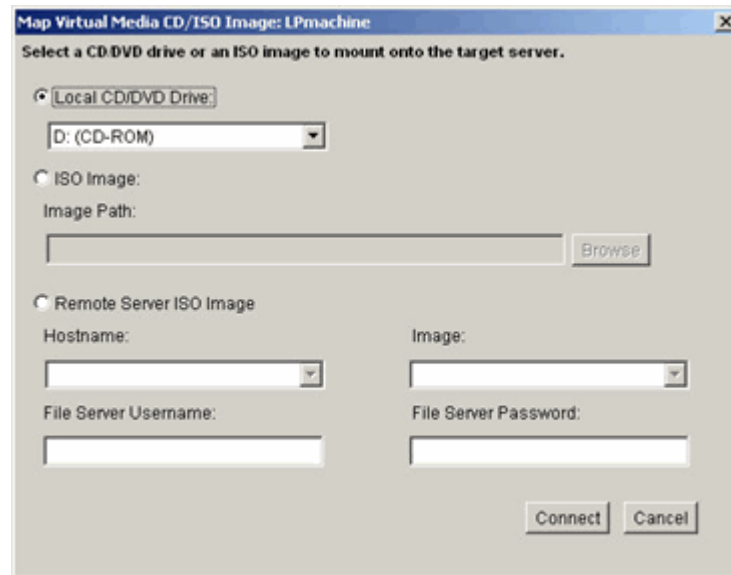 Map Virtual Media CD/ISO Image: LPmachine
Select a CD/DVD drive or an ISO image to mount onto the target server.
Local CD/DVD Drive:
D: (CD-ROM)
ISO Image:
Image Path:
Browse
Remote Server ISO Image
Hostname: Image:
File Server Username: File Server Password:
Connect Cancel